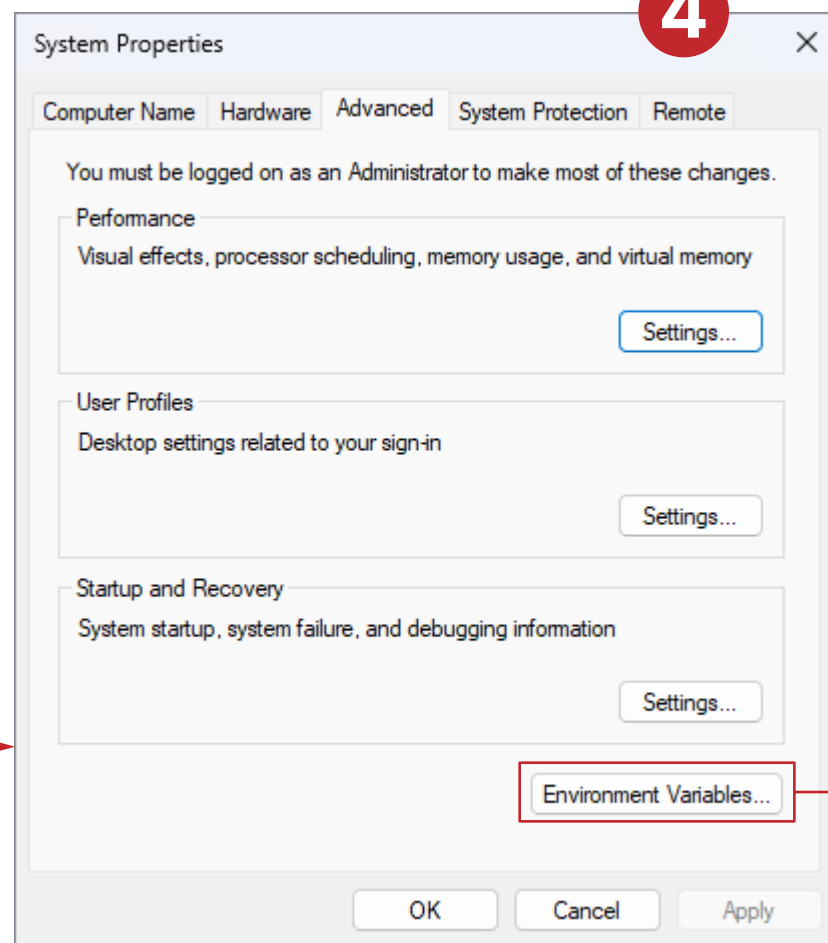 4
System Properties
Computer Name Hardware Advanced System Protection Remote
You must be logged on as an Administrator to make most of these changes.
Performance
Visual effects, processor scheduling, memory usage, and virtual memory
Settings...
User Profiles
Desktop settings related to your sign-in
Settings...
Startup and Recovery
System startup, system failure, and debugging information
Settings...
Environment Variables...
OK Cancel Apply